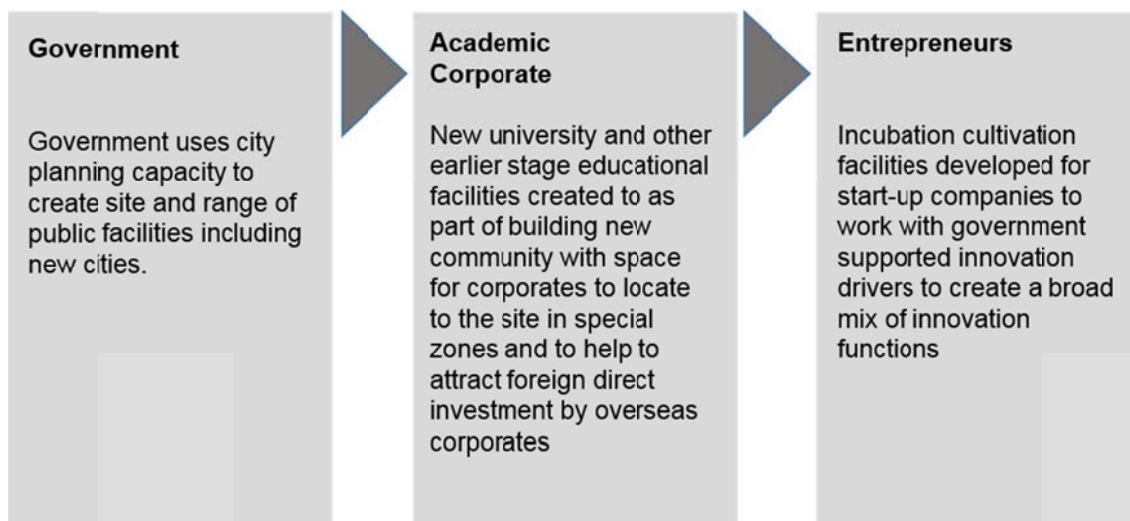 Government
Government uses city
planning capacity to
create site and range of
public facilities including
new cities.
Academic
Corporate
New university and other
earlier stage educational
facilities created to as
part of building new
community with space
for corporates to locate
to the site in special
zones and to help to
attract foreign direct
investment by overseas
corporates
Entrepreneurs
Incubation cultivation
facilities developed for
start-up companies to
work with government
supported innovation
drivers to create a broad
mix of innovation
functions